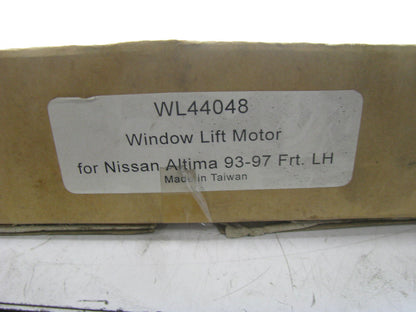 WL44048
Window Lift Motor
for Nissan Altima 93-97 Frt. LH
Made in Taiwan